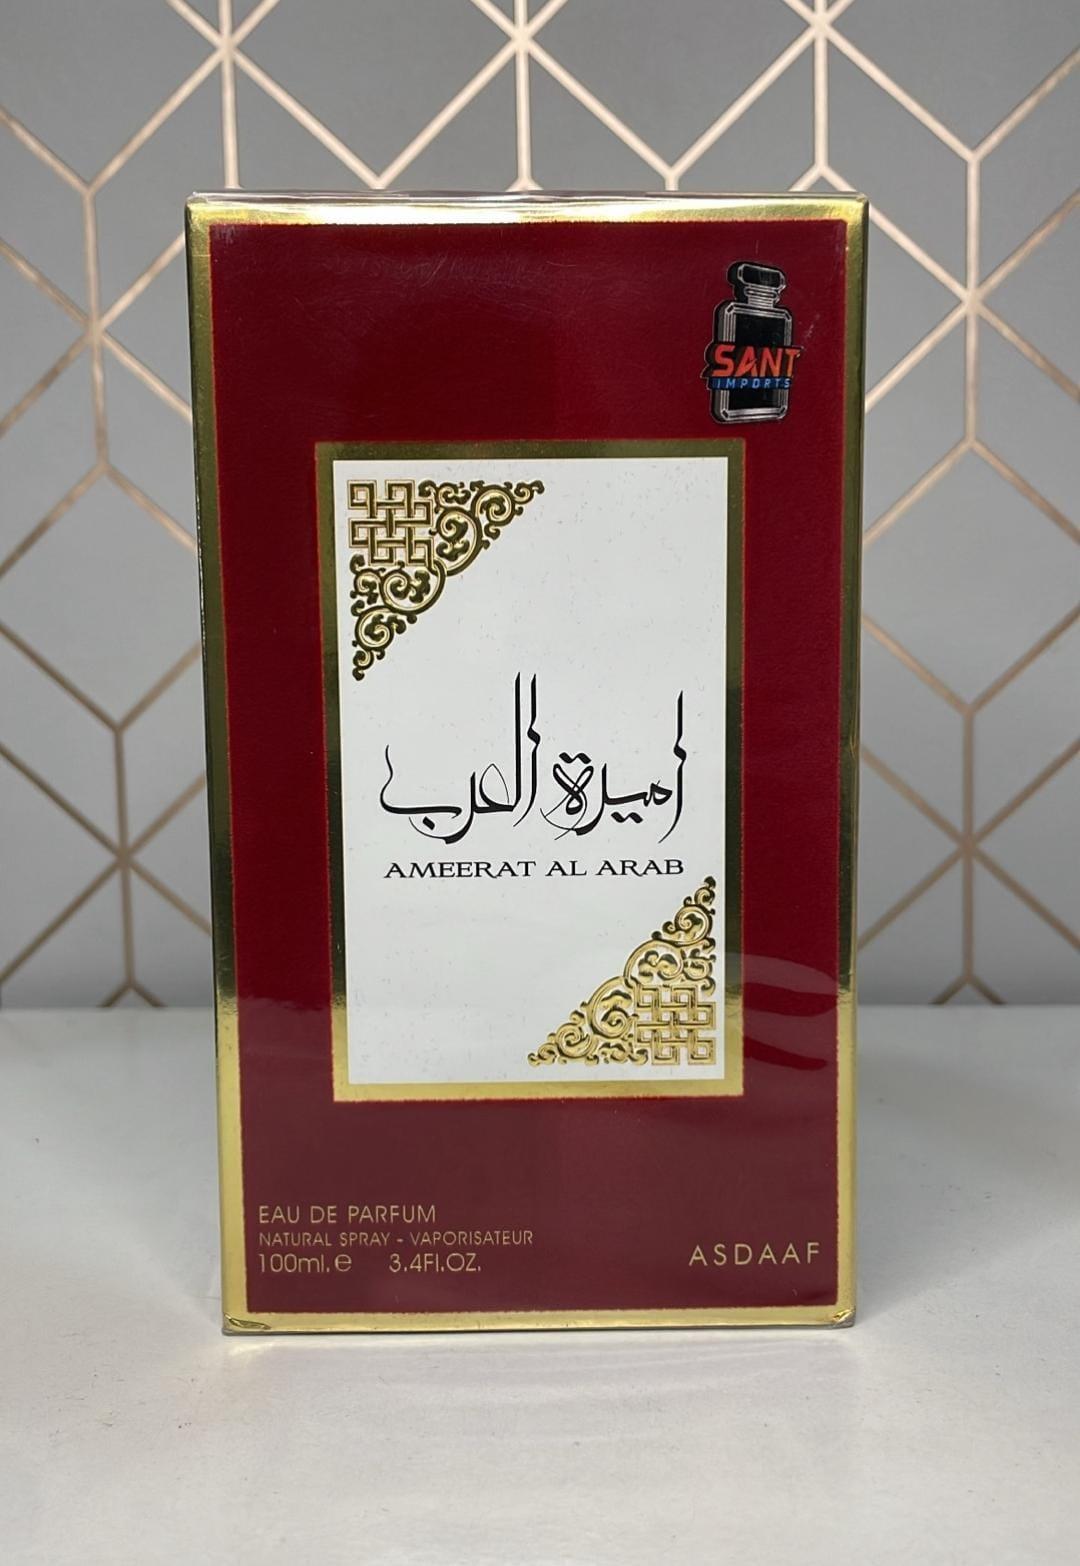 SANT
IMPORTS
اميرة العرب
AMEERAT AL ARAB
EAU DE PARFUM
NATURAL SPRAY - VAPORISATEUR
100ml. e 3.4Fl.OZ.
ASDAAF